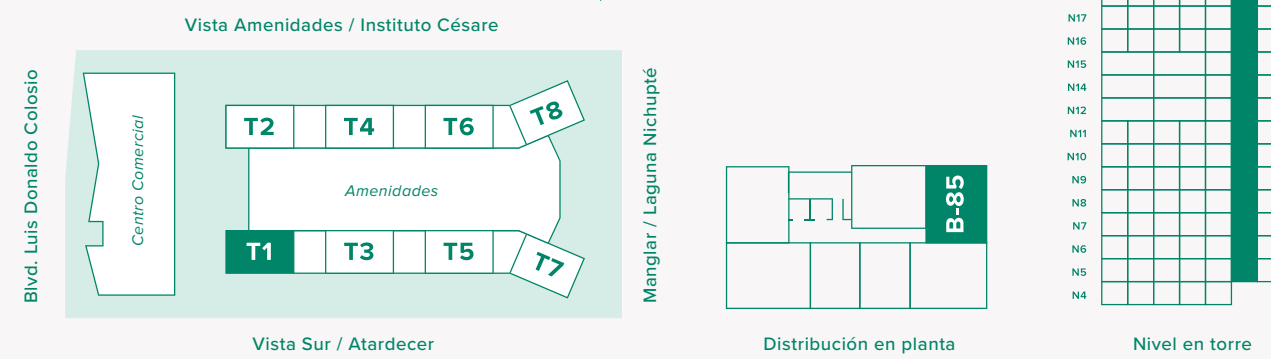 Vista Amenidades / Instituto Césare
Blvd. Luis Donaldo Colosio
Centro Comercial
T2
T4
T6
T8
Amenidades
T1
T3
T5
T7
Manglar / Laguna Nichupté
Vista Sur / Atardecer
B-85
Distribución en planta
N17
N16
N15
N14
N12
N11
N10
N9
N8
N7
N6
N5
N4
Nivel en torre